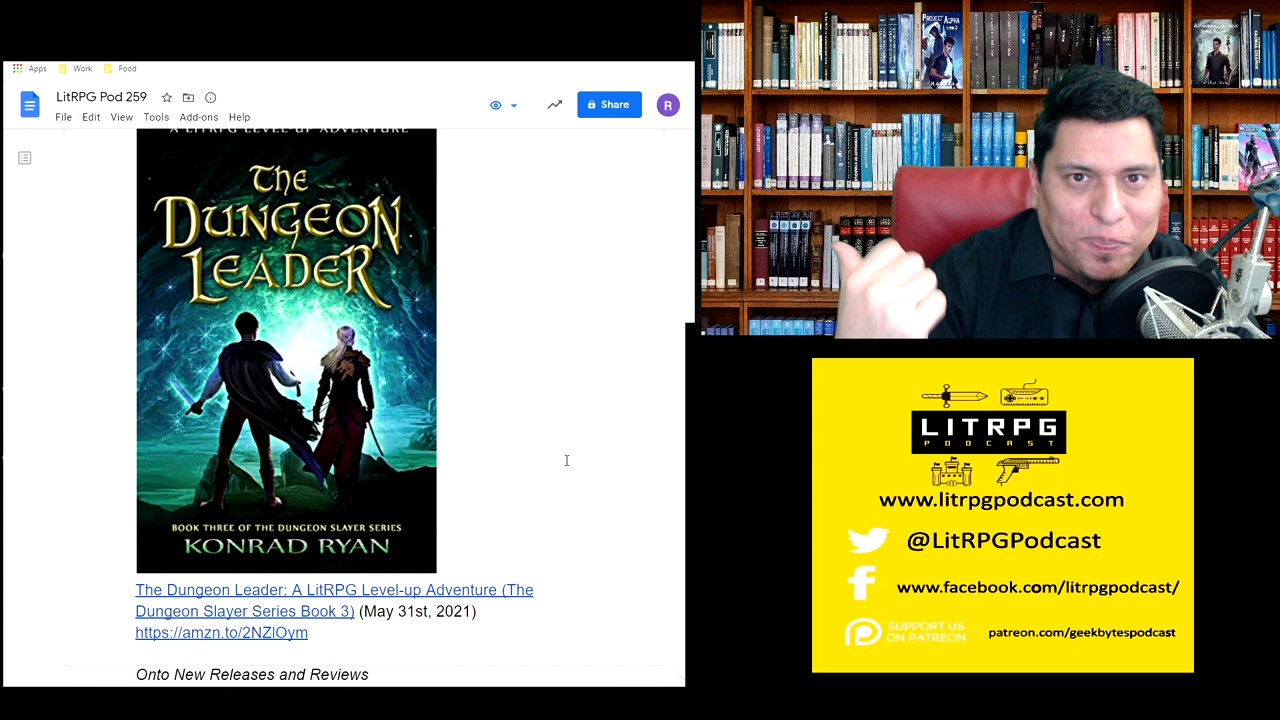 Apps Work Food
LitRPG Pod 259
File Edit View Tools Add-ons Help
Share
R
A LITRPG LEVEL-UP ADVENTURE
THE
DUNGEON
LEADER
BOOK THREE OF THE DUNGEON SLAYER SERIES
KONRAD RYAN
The Dungeon Leader: A LitRPG Level-up Adventure (The
Dungeon Slayer Series Book 3) (May 31st, 2021)
https://amzn.to/2NZlOym
Onto New Releases and Reviews
PROJECT
ALPHA
LITRPG
PODCAST
www.litrpgpodcast.com
@LitRPGPodcast
www.facebook.com/litrpgpodcast/
SUPPORT US
ON PATREON
patreon.com/geekbytespodcast